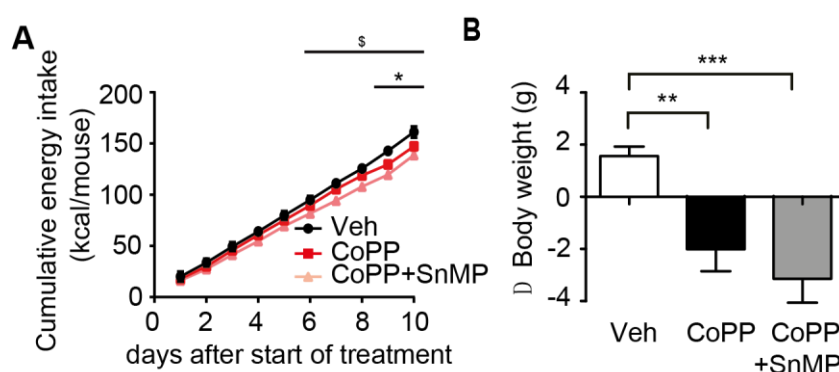 A
$
*
Cumulative energy intake
(kcal/mouse)
200
150
100
50
0
Veh
CoPP
CoPP+SnMP
0 2 4 6 8 10
days after start of treatment
B
***
**
D Body weight (g)
4
2
0
-2
-4
Veh CoPP CoPP
+SnMP